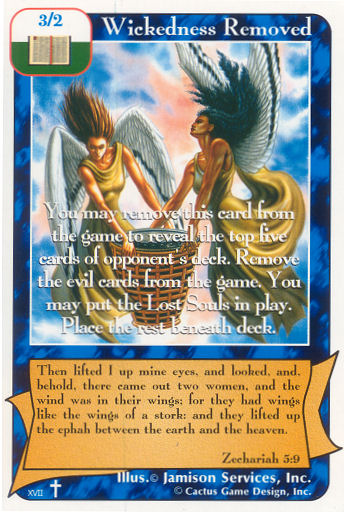 3/2
Wickedness Removed
You may remove this card from
the game to reveal the top five
cards of opponent s deck. Remove
the evil cards from the game. You
may put the Lost Souls in play.
Place the rest beneath deck.
Then lifted I up mine eyes, and looked, and,
behold, there came out two women, and the
wind was in their wings; for they had wings
like the wings of a stork: and they lifted up
the ephah between the earth and the heaven.
Zechariah 5:9
Illus.© Jamison Services, Inc.
XVII
© Cactus Game Design, Inc.